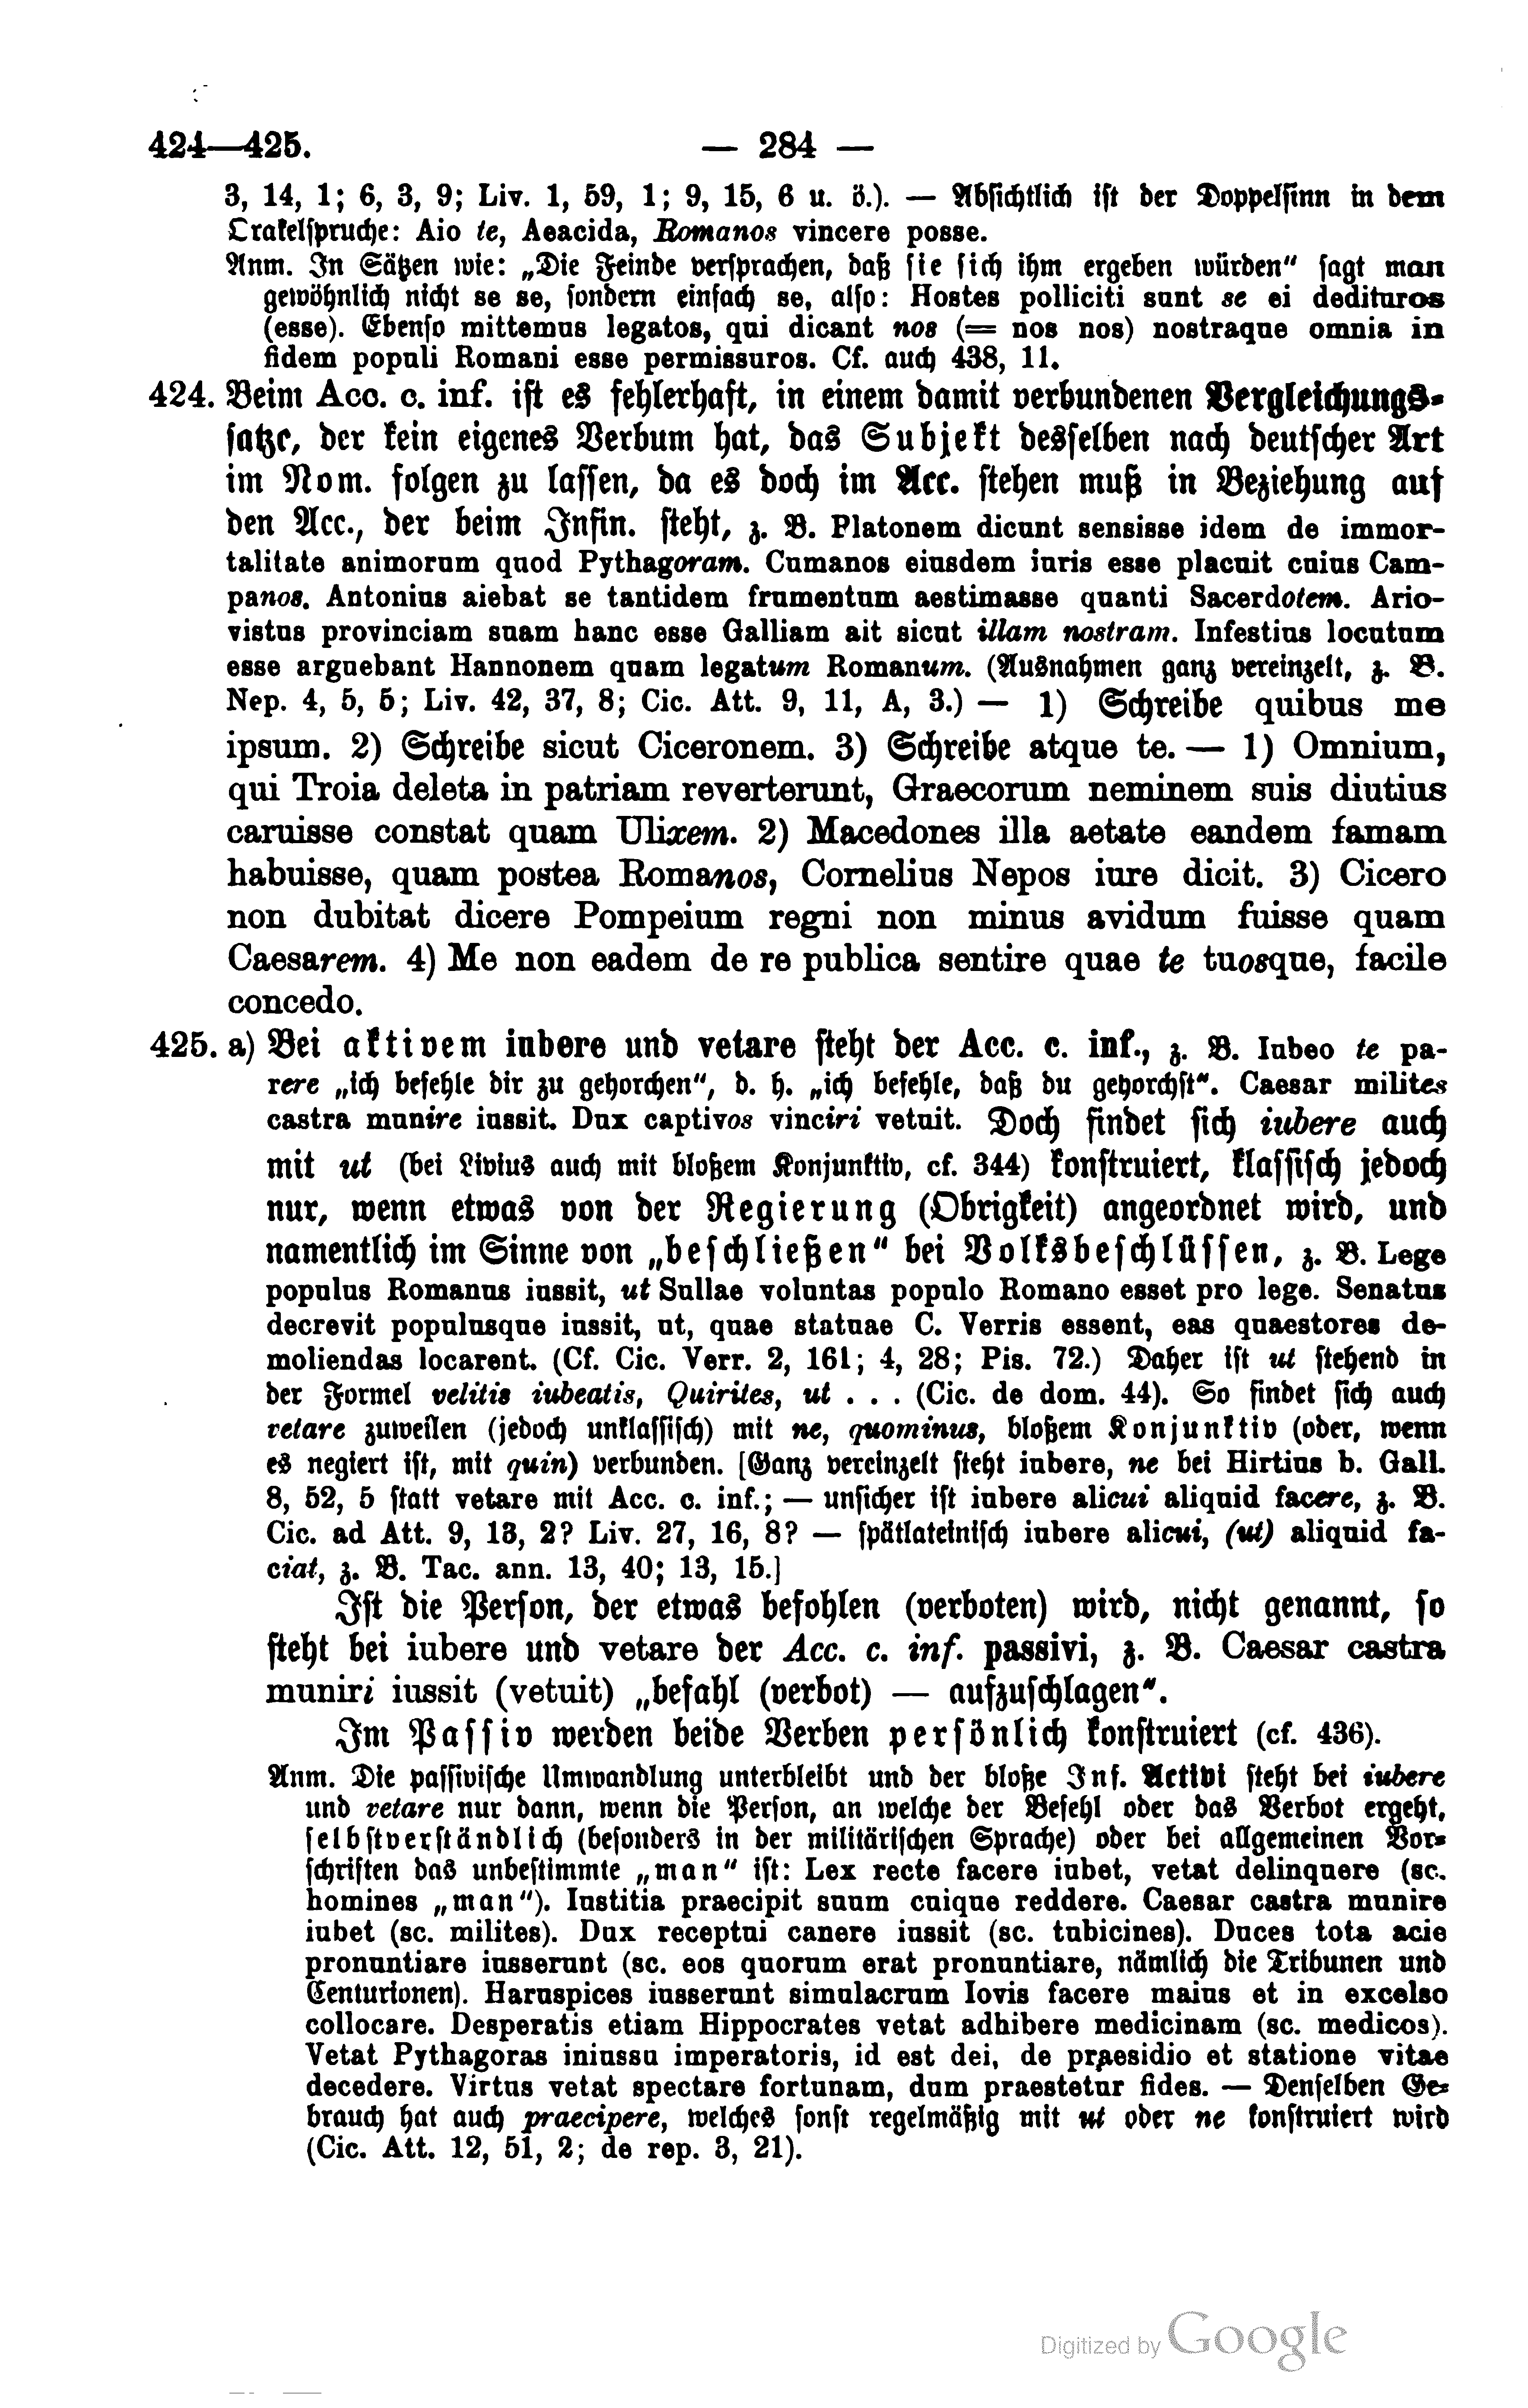 424—425. — 284 —
3, 14, 1; 6, 3, 9; Liv. 1, 59, 1; 9, 15, 6 u. ö.). — Absichtlich ist der Doppelsinn in dem
Orakelspruche: Aio te, Aeacida, Romanos vincere posse.
Anm. In Sätzen wie: „Die Feinde versprachen, daß sie sich ihm ergeben würden“ sagt man
gewöhnlich nicht se se, sondern einfach se, also: Hostes polliciti sunt se ei dedituros
(esse). Ebenso mittemus legatos, qui dicant nos (= nos nos) nostraque omnia in
fidem populi Romani esse permissuros. Cf. auch 438, 11.
424. Beim Acc. c. inf. ist es fehlerhaft, in einem damit verbundenen Vergleichungs-
satze, der kein eigenes Verbum hat, das Subjekt desselben nach deutscher Art
im Nom. folgen zu lassen, da es doch im Acc. stehen muß in Beziehung auf
den Acc., der beim Infin. steht, z. B. Platonem dicunt sensisse idem de immor-
talitate animorum quod Pythagoram. Cumanos eiusdem iuris esse placuit cuius Cam-
panos. Antonius aiebat se tantidem frumentum aestimasse quanti Sacerdotem. Ario-
vistus provinciam suam hanc esse Galliam ait sicut illam nostram. Infestius locutum
esse arguebant Hannonem quam legatum Romanum. (Ausnahmen ganz vereinzelt, z. B.
Nep. 4, 5, 5; Liv. 42, 37, 8; Cic. Att. 9, 11, A, 3.) — 1) Schreibe quibus me
ipsum. 2) Schreibe sicut Ciceronem. 3) Schreibe atque te. — 1) Omnium,
qui Troia deleta in patriam reverterunt, Graecorum neminem suis diutius
caruisse constat quam Ulixem. 2) Macedones illa aetate eandem famam
habuisse, quam postea Romanos, Cornelius Nepos iure dicit. 3) Cicero
non dubitat dicere Pompeium regni non minus avidum fuisse quam
Caesarem. 4) Me non eadem de re publica sentire quae te tuosque, facile
concedo.
425. a) Bei aktivem iubere und vetare steht der Acc. c. inf., z. B. Iubeo te pa-
rere „ich befehle dir zu gehorchen“, d. h. „ich befehle, daß du gehorchst“. Caesar milites
castra munire iussit. Dux captivos vinciri vetuit. Doch findet sich iubere auch
mit ut (bei Livius auch mit bloßem Konjunktiv, cf. 344) konstruiert, klassisch jedoch
nur, wenn etwas von der Regierung (Obrigkeit) angeordnet wird, und
namentlich im Sinne von „beschließen“ bei Volksbeschlüssen, z. B. Lege
populus Romanus iussit, ut Sullae voluntas populo Romano esset pro lege. Senatus
decrevit populusque iussit, ut, quae statuae C. Verris essent, eas quaestores de-
moliendas locarent. (Cf. Cic. Verr. 2, 161; 4, 28; Pis. 72.) Daher ist ut stehend in
der Formel velitis iubeatis, Quirites, ut . . . (Cic. de dom. 44). So findet sich auch
vetare zuweilen (jedoch unklassisch) mit ne, quominus, bloßem Konjunktiv (oder, wenn
es negiert ist, mit quin) verbunden. [Ganz vereinzelt steht iubere, ne bei Hirtius b. Gall.
8, 52, 5 statt vetare mit Acc. c. inf.; — unsicher ist iubere alicui aliquid facere, z. B.
Cic. ad Att. 9, 13, 2? Liv. 27, 16, 8? — spätlateinisch iubere alicui, (ut) aliquid fa-
ciat, z. B. Tac. ann. 13, 40; 13, 15.]
Ist die Person, der etwas befohlen (verboten) wird, nicht genannt, so
steht bei iubere und vetare der Acc. c. inf. passivi, z. B. Caesar castra
muniri iussit (vetuit) „befahl (verbot) — aufzuschlagen“.
Im Passiv werden beide Verben persönlich konstruiert (cf. 436).
Anm. Die passivische Umwandlung unterbleibt und der bloße Inf. Activi steht bei iubere
und vetare nur dann, wenn die Person, an welche der Befehl oder das Verbot ergeht,
selbstverständlich (besonders in der militärischen Sprache) oder bei allgemeinen Vor-
schriften das unbestimmte „man“ ist: Lex recte facere iubet, vetat delinquere (sc.
homines „man“). Iustitia praecipit suum cuique reddere. Caesar castra munire
iubet (sc. milites). Dux receptui canere iussit (sc. tubicines). Duces tota acie
pronuntiare iusserunt (sc. eos quorum erat pronuntiare, nämlich die Tribunen und
Centurionen). Haruspices iusserunt simulacrum Iovis facere maius et in excelso
collocare. Desperatis etiam Hippocrates vetat adhibere medicinam (sc. medicos).
Vetat Pythagoras iniussu imperatoris, id est dei, de praesidio et statione vitae
decedere. Virtus vetat spectare fortunam, dum praestetur fides. — Denselben Ge-
brauch hat auch praecipere, welches sonst regelmäßig mit ut oder ne konstruiert wird
(Cic. Att. 12, 51, 2; de rep. 3, 21).
Digitized by Google